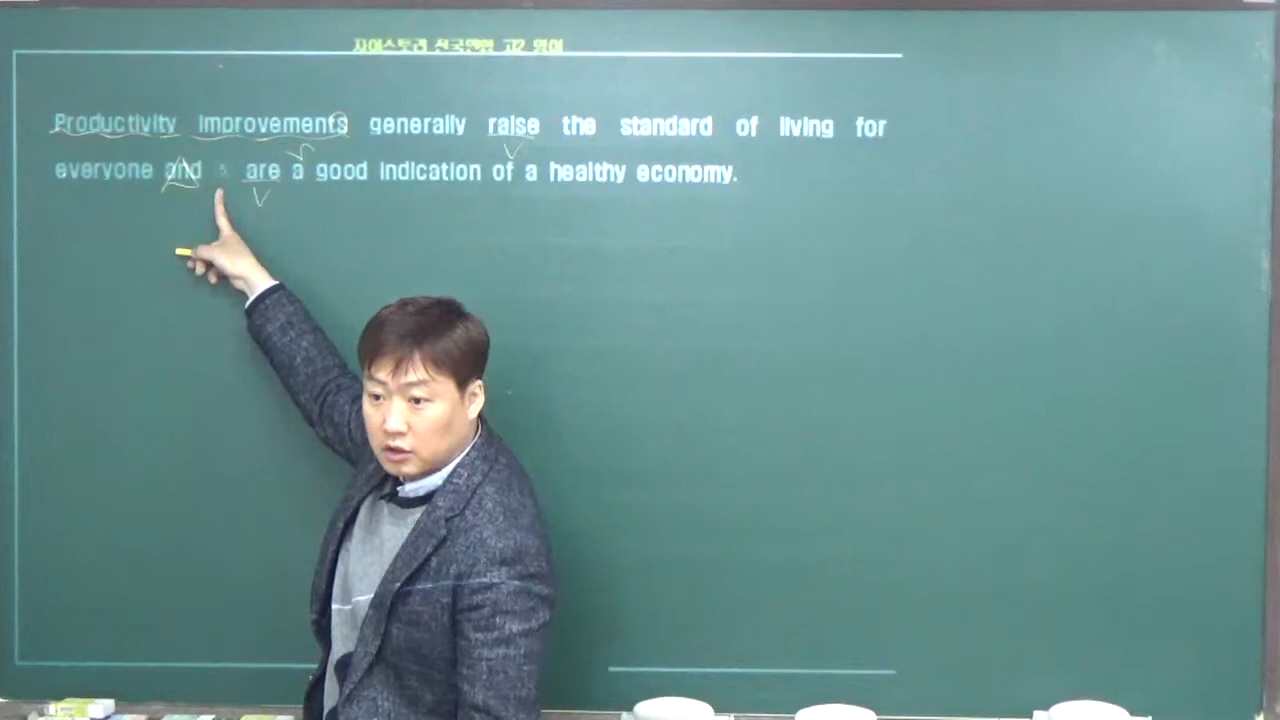 자이스토리 전국연합 고2 영어
Productivity improvements generally raise the standard of living for
S V
everyone and are a good indication of a healthy economy.
V